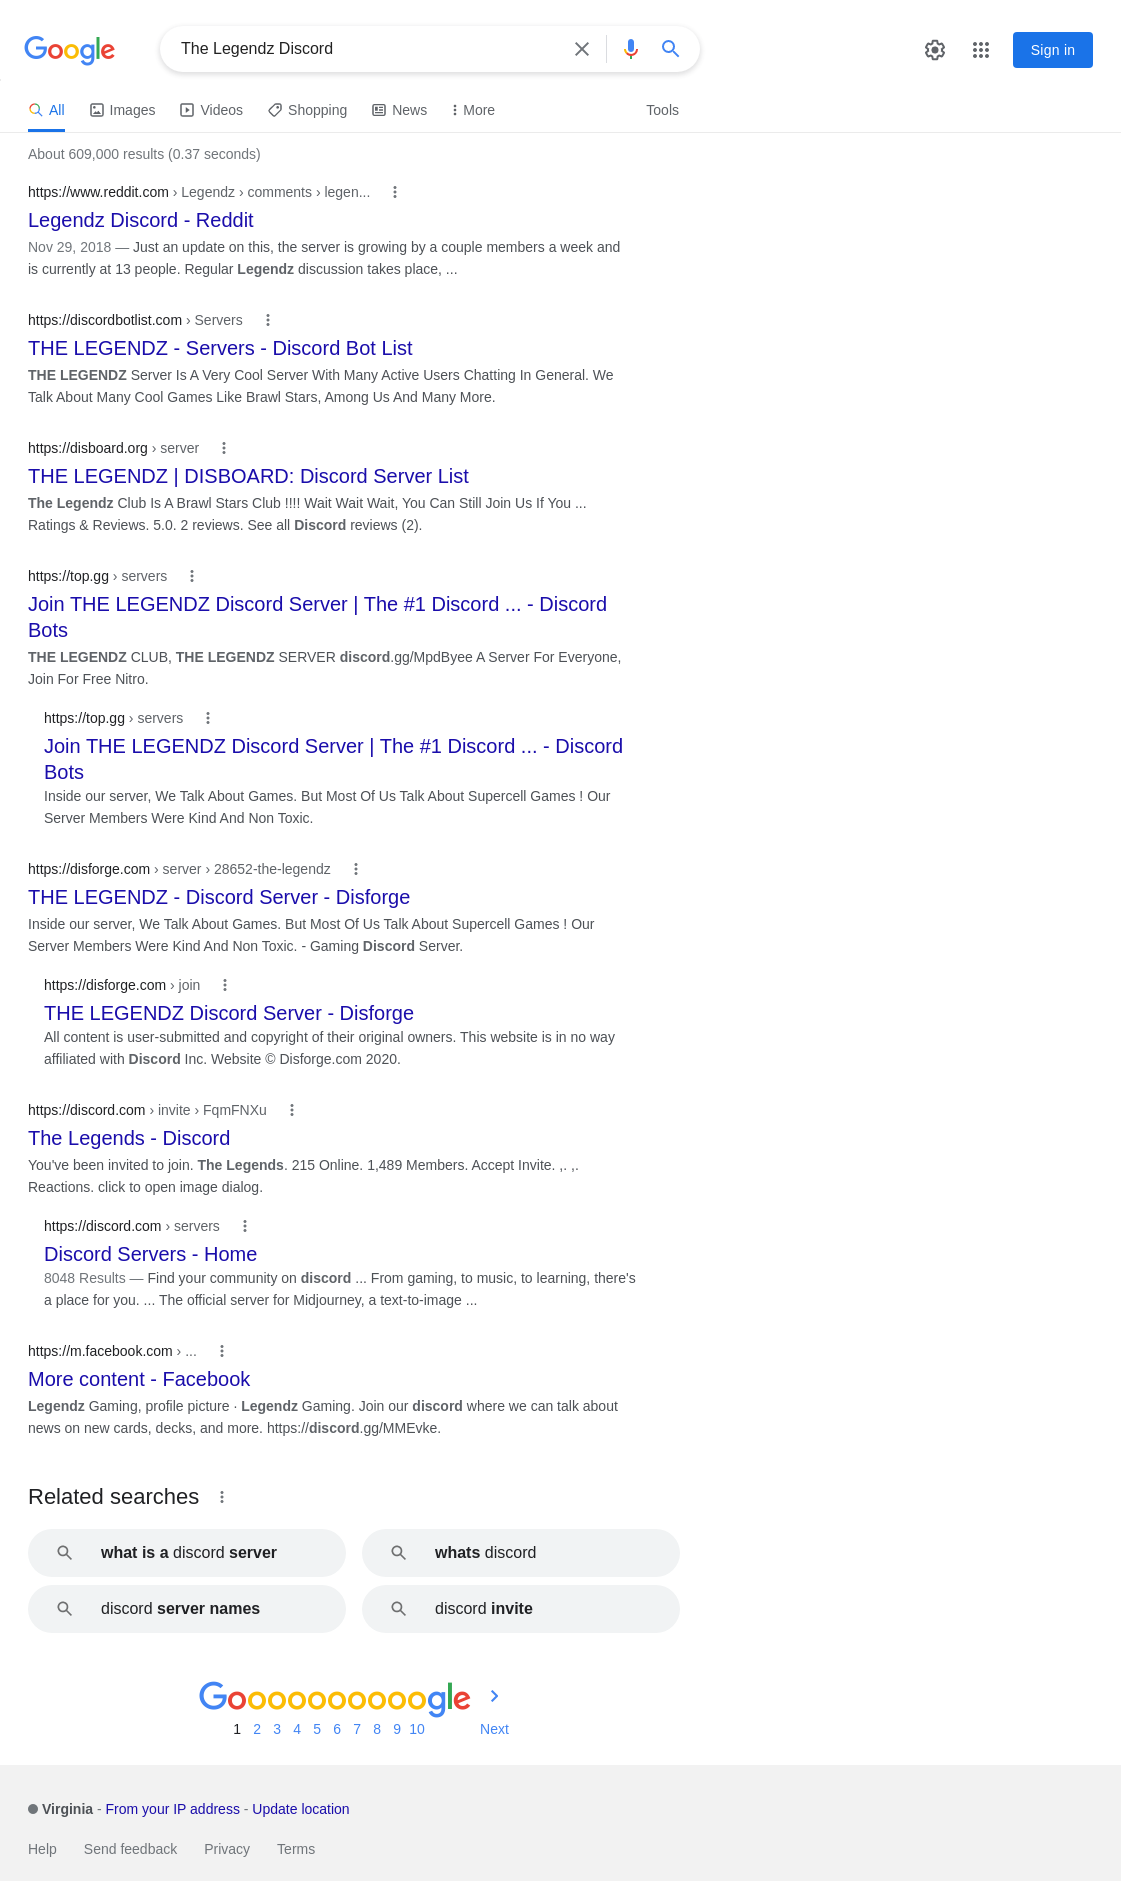 Google
The Legendz Discord
Sign in
All Images Videos Shopping News More Tools
About 609,000 results (0.37 seconds)
https://www.reddit.com › Legendz › comments › legen...
Legendz Discord - Reddit
Nov 29, 2018 — Just an update on this, the server is growing by a couple members a week and
is currently at 13 people. Regular Legendz discussion takes place, ...
https://discordbotlist.com › Servers
THE LEGENDZ - Servers - Discord Bot List
THE LEGENDZ Server Is A Very Cool Server With Many Active Users Chatting In General. We
Talk About Many Cool Games Like Brawl Stars, Among Us And Many More.
https://disboard.org › server
THE LEGENDZ | DISBOARD: Discord Server List
The Legendz Club Is A Brawl Stars Club !!!! Wait Wait Wait, You Can Still Join Us If You ...
Ratings & Reviews. 5.0. 2 reviews. See all Discord reviews (2).
https://top.gg › servers
Join THE LEGENDZ Discord Server | The #1 Discord ... - Discord
Bots
THE LEGENDZ CLUB, THE LEGENDZ SERVER discord.gg/MpdByee A Server For Everyone,
Join For Free Nitro.
https://top.gg › servers
Join THE LEGENDZ Discord Server | The #1 Discord ... - Discord
Bots
Inside our server, We Talk About Games. But Most Of Us Talk About Supercell Games ! Our
Server Members Were Kind And Non Toxic.
https://disforge.com › server › 28652-the-legendz
THE LEGENDZ - Discord Server - Disforge
Inside our server, We Talk About Games. But Most Of Us Talk About Supercell Games ! Our
Server Members Were Kind And Non Toxic. - Gaming Discord Server.
https://disforge.com › join
THE LEGENDZ Discord Server - Disforge
All content is user-submitted and copyright of their original owners. This website is in no way
affiliated with Discord Inc. Website © Disforge.com 2020.
https://discord.com › invite › FqmFNXu
The Legends - Discord
You've been invited to join. The Legends. 215 Online. 1,489 Members. Accept Invite. ,. ,.
Reactions. click to open image dialog.
https://discord.com › servers
Discord Servers - Home
8048 Results — Find your community on discord ... From gaming, to music, to learning, there's
a place for you. ... The official server for Midjourney, a text-to-image ...
https://m.facebook.com › ...
More content - Facebook
Legendz Gaming, profile picture · Legendz Gaming. Join our discord where we can talk about
news on new cards, decks, and more. https://discord.gg/MMEvke.
Related searches
what is a discord server
whats discord
discord server names
discord invite
Goooooooooogle
1 2 3 4 5 6 7 8 9 10 Next
Virginia - From your IP address - Update location
Help Send feedback Privacy Terms